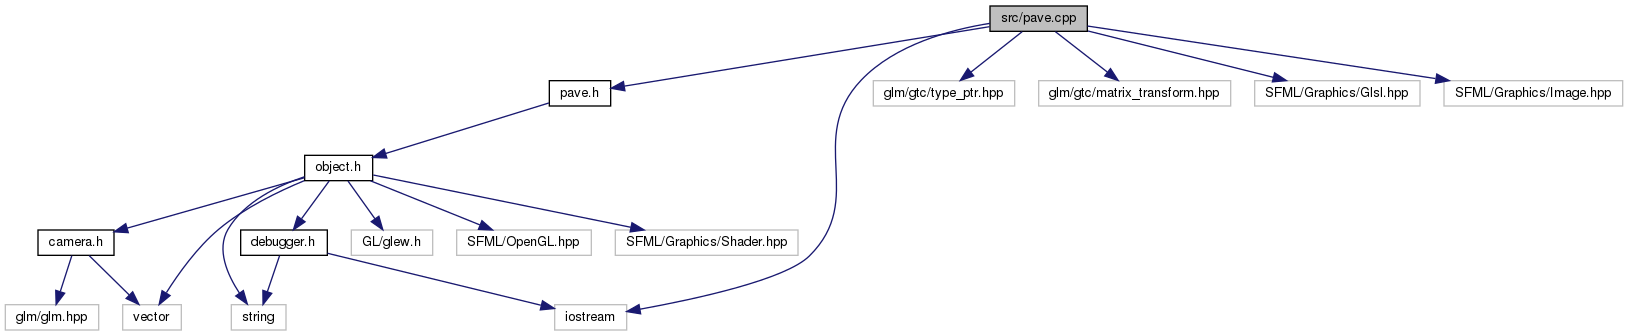 src/pave.cpp
pave.h
glm/gtc/type_ptr.hpp
glm/gtc/matrix_transform.hpp
SFML/Graphics/Glsl.hpp
SFML/Graphics/Image.hpp
object.h
camera.h
debugger.h
GL/glew.h
SFML/OpenGL.hpp
SFML/Graphics/Shader.hpp
glm/glm.hpp
vector
string
iostream